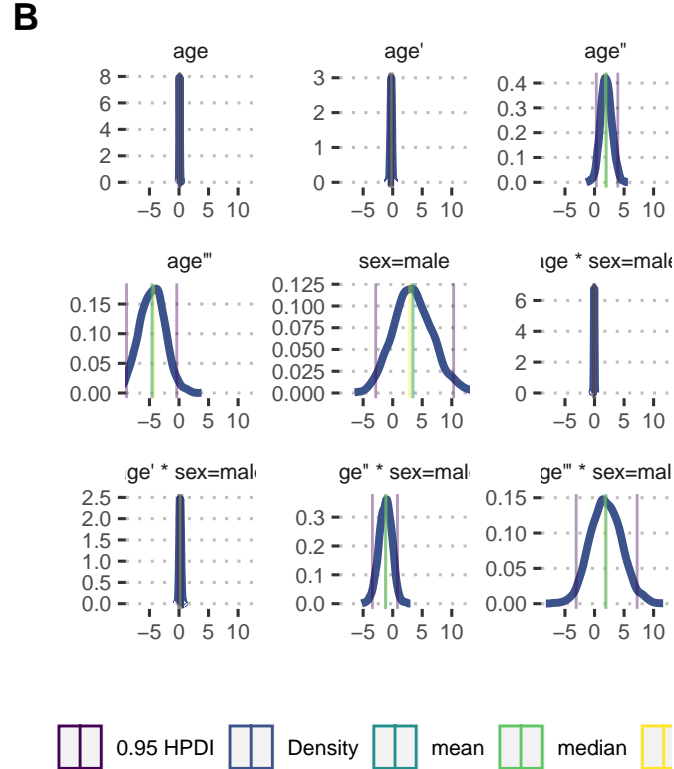 B
age age' age''
8 6 4 2 0
3 2 1 0
0.4 0.3 0.2 0.1 0.0
−5 0 5 10 −5 0 5 10 −5 0 5 10
age''' sex=male age * sex=male
0.15 0.10 0.05 0.00
0.125 0.100 0.075 0.050 0.025 0.000
6 4 2 0
−5 0 5 10 −5 0 5 10 −5 0 5 10
ge' * sex=mal ge'' * sex=mal ge''' * sex=mal
2.5 2.0 1.5 1.0 0.5 0.0
0.3 0.2 0.1 0.0
0.15 0.10 0.05 0.00
−5 0 5 10 −5 0 5 10 −5 0 5 10
0.95 HPDI Density mean median